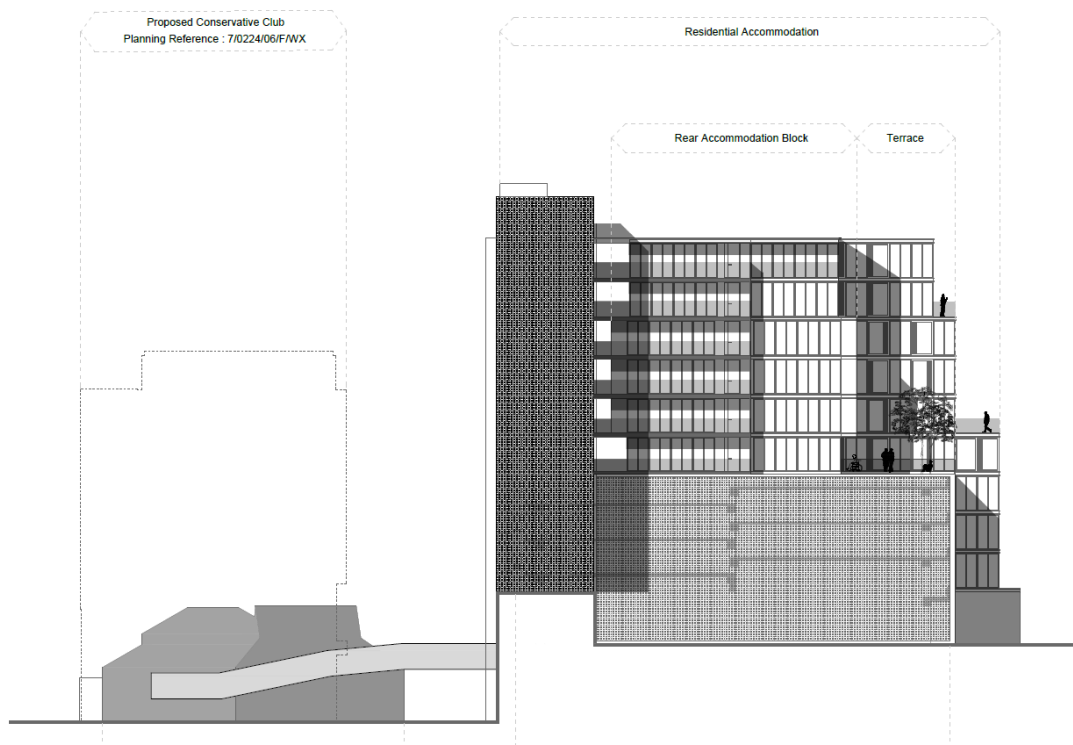 Proposed Conservative Club
Planning Reference : 7/0224/06/F/WX
Residential Accommodation
Rear Accommodation Block
Terrace